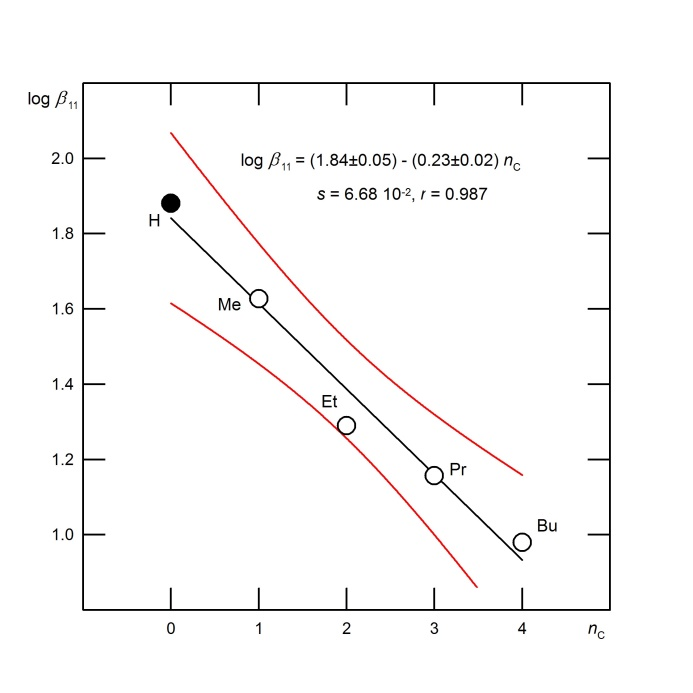 log β₁₁
log β₁₁ = (1.84±0.05) - (0.23±0.02) n_C
s = 6.68 10⁻², r = 0.987
2.0
1.8
1.6
1.4
1.2
1.0
H
Me
Et
Pr
Bu
0 1 2 3 4 n_C